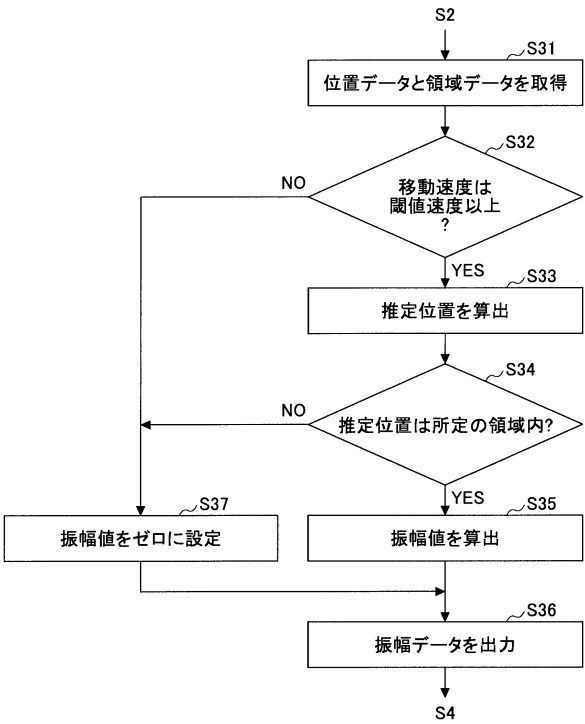 S2
S31
位置データと領域データを取得
S32
移動速度は
閾値速度以上
?
NO
YES
S33
推定位置を算出
S34
推定位置は所定の領域内?
NO
YES
S37
振幅値をゼロに設定
S35
振幅値を算出
S36
振幅データを出力
S4